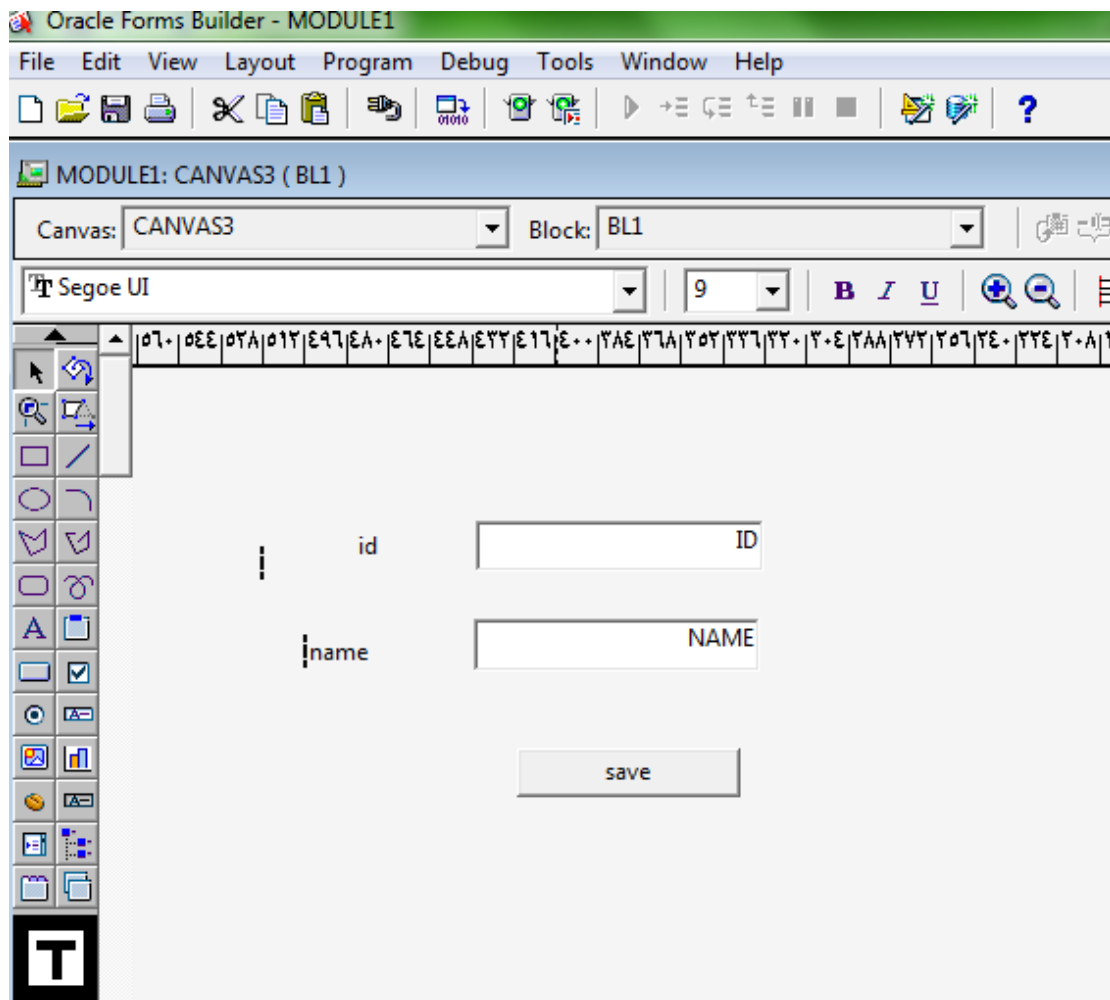 Oracle Forms Builder - MODULE1
File Edit View Layout Program Debug Tools Window Help
MODULE1: CANVAS3 ( BL1 )
Canvas: CANVAS3 Block: BL1
Segoe UI 9 B I U
٥٦٠ ٥٤٤ ٥٢٨ ٥١٢ ٤٩٦ ٤٨٠ ٤٦٤ ٤٤٨ ٤٣٢ ٤١٦ ٤٠٠ ٣٨٤ ٣٦٨ ٣٥٢ ٣٣٦ ٣٢٠ ٣٠٤ ٢٨٨ ٢٧٢ ٢٥٦ ٢٤٠ ٢٢٤ ٢٠٨
id ID
name NAME
save
T